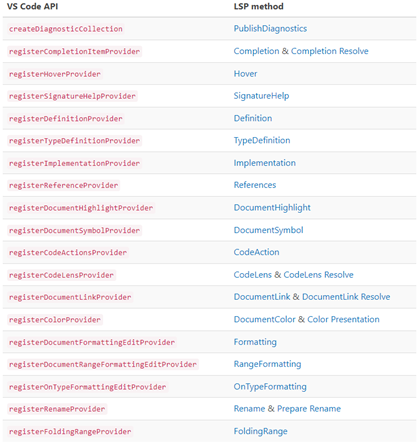 VS Code API LSP method
createDiagnosticCollection PublishDiagnostics
registerCompletionItemProvider Completion & Completion Resolve
registerHoverProvider Hover
registerSignatureHelpProvider SignatureHelp
registerDefinitionProvider Definition
registerTypeDefinitionProvider TypeDefinition
registerImplementationProvider Implementation
registerReferenceProvider References
registerDocumentHighlightProvider DocumentHighlight
registerDocumentSymbolProvider DocumentSymbol
registerCodeActionsProvider CodeAction
registerCodeLensProvider CodeLens & CodeLens Resolve
registerDocumentLinkProvider DocumentLink & DocumentLink Resolve
registerColorProvider DocumentColor & Color Presentation
registerDocumentFormattingEditProvider Formatting
registerDocumentRangeFormattingEditProvider RangeFormatting
registerOnTypeFormattingEditProvider OnTypeFormatting
registerRenameProvider Rename & Prepare Rename
registerFoldingRangeProvider FoldingRange